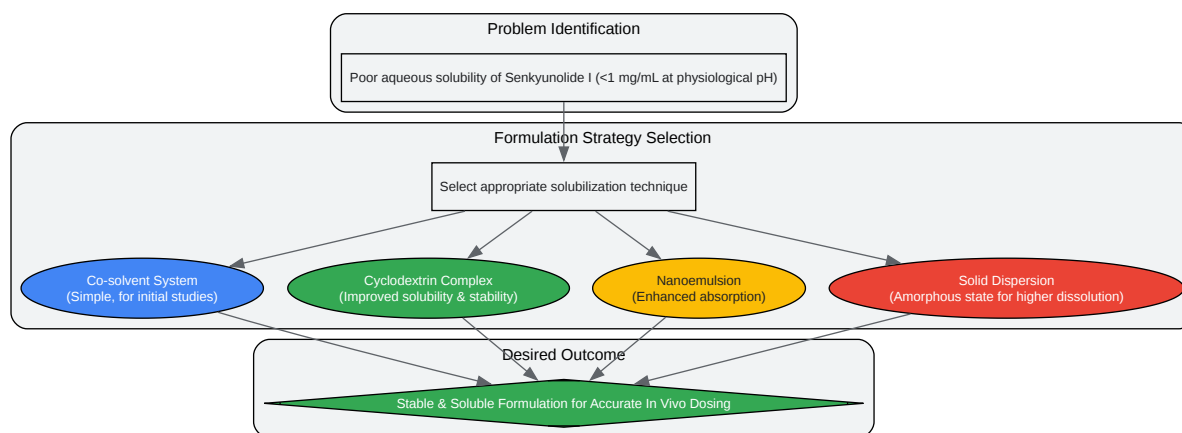 Problem Identification
Poor aqueous solubility of Senkyunolide I (<1 mg/mL at physiological pH)
Formulation Strategy Selection
Select appropriate solubilization technique
Co-solvent System
(Simple, for initial studies)
Cyclodextrin Complex
(Improved solubility & stability)
Nanoemulsion
(Enhanced absorption)
Solid Dispersion
(Amorphous state for higher dissolution)
Desired Outcome
Stable & Soluble Formulation for Accurate In Vivo Dosing